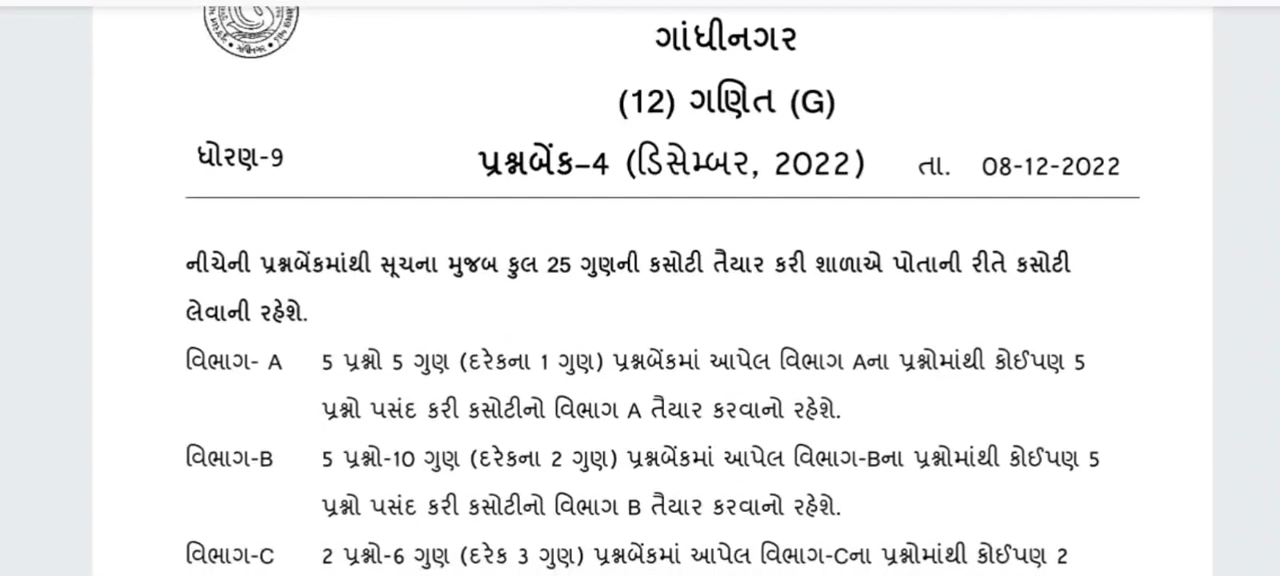 ગાંધીનગર
(12) ગણિત (G)
ધોરણ-9 પ્રશ્નબેંક-4 (ડિસેમ્બર, 2022) તા. 08-12-2022
નીચેની પ્રશ્નબેંકમાંથી સૂચના મુજબ કુલ 25 ગુણની કસોટી તૈયાર કરી શાળાએ પોતાની રીતે કસોટી
લેવાની રહેશે.
વિભાગ- A 5 પ્રશ્નો 5 ગુણ (દરેકના 1 ગુણ) પ્રશ્નબેંકમાં આપેલ વિભાગ Aના પ્રશ્નોમાંથી કોઈપણ 5
પ્રશ્નો પસંદ કરી કસોટીનો વિભાગ A તૈયાર કરવાનો રહેશે.
વિભાગ-B 5 પ્રશ્નો-10 ગુણ (દરેકના 2 ગુણ) પ્રશ્નબેંકમાં આપેલ વિભાગ-Bના પ્રશ્નોમાંથી કોઈપણ 5
પ્રશ્નો પસંદ કરી કસોટીનો વિભાગ B તૈયાર કરવાનો રહેશે.
વિભાગ-C 2 પ્રશ્નો-6 ગુણ (દરેક 3 ગુણ) પ્રશ્નબેંકમાં આપેલ વિભાગ-Cના પ્રશ્નોમાંથી કોઈપણ 2